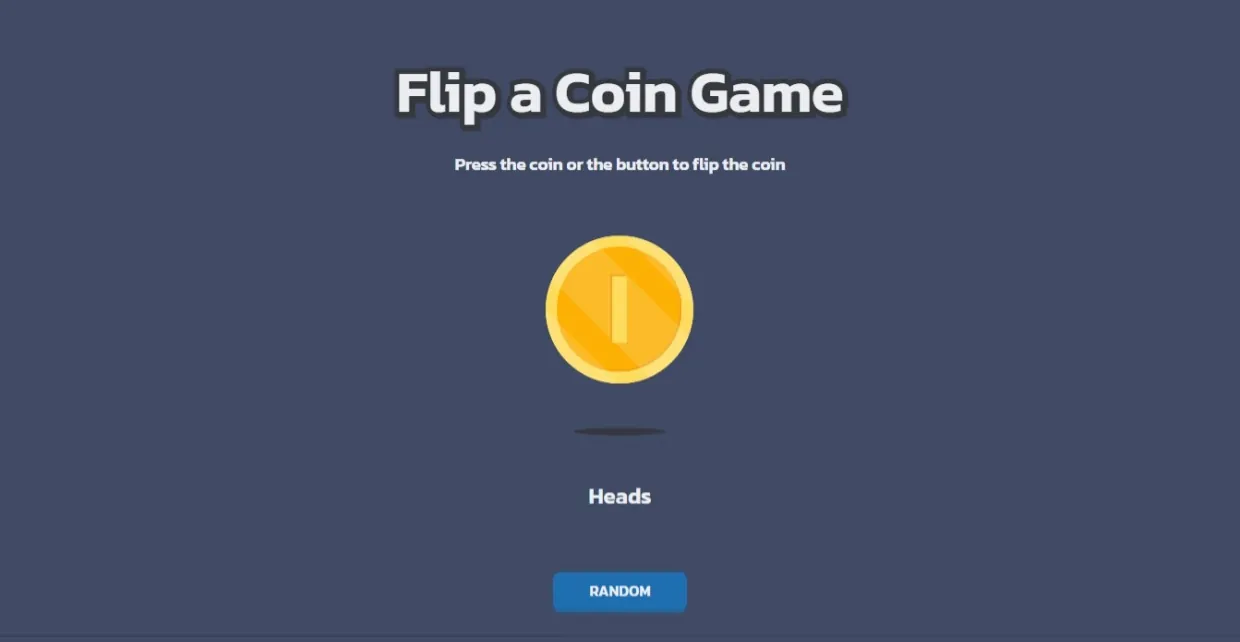 Flip a Coin Game
Press the coin or the button to flip the coin
Heads
RANDOM